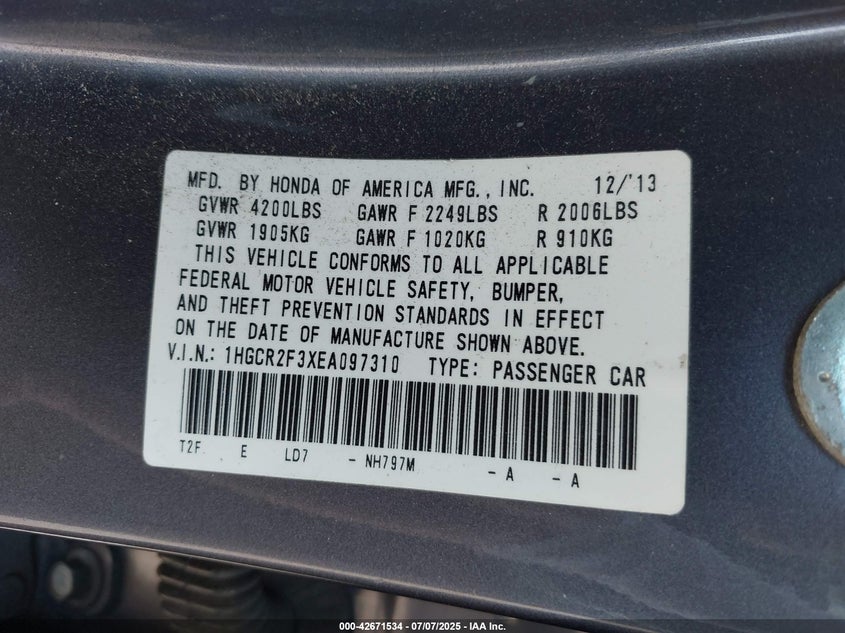 MFD. BY HONDA OF AMERICA MFG., INC. 12/'13
GVWR 4200LBS GAWR F 2249LBS R 2006LBS
GVWR 1905KG GAWR F 1020KG R 910KG
THIS VEHICLE CONFORMS TO ALL APPLICABLE
FEDERAL MOTOR VEHICLE SAFETY, BUMPER,
AND THEFT PREVENTION STANDARDS IN EFFECT
ON THE DATE OF MANUFACTURE SHOWN ABOVE.
V.I.N.: 1HGCR2F3XEA097310 TYPE: PASSENGER CAR
T2F. E LD7 - NH797M - A - A
000-42671534 - 07/07/2025 - IAA Inc.